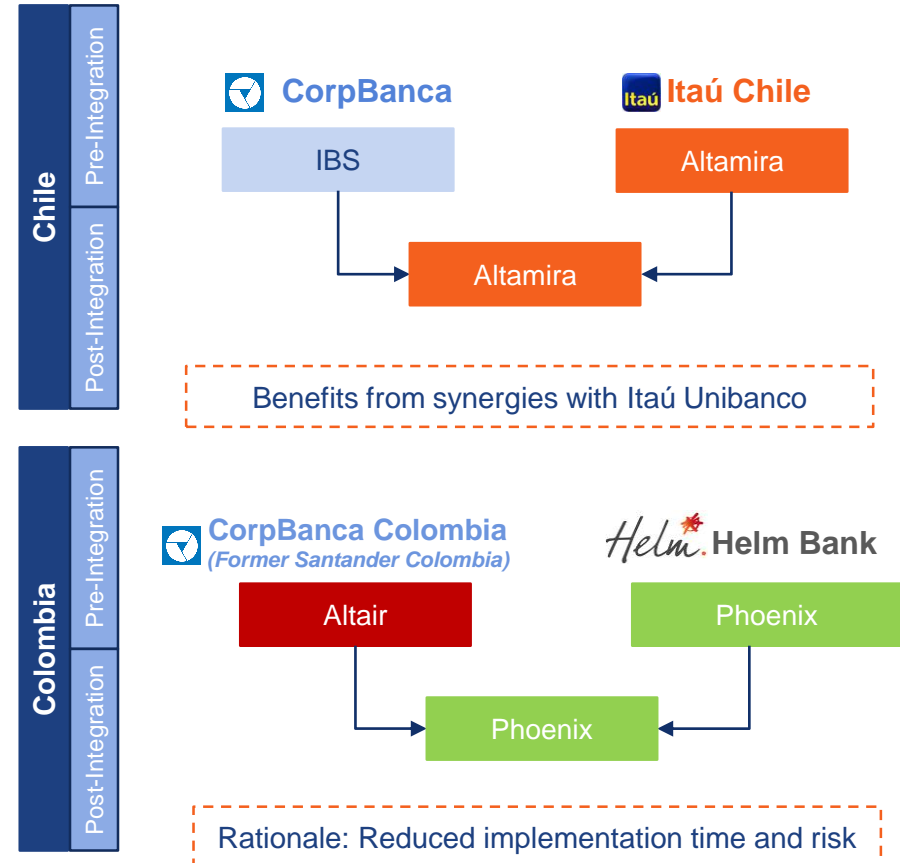 Chile
Pre-Integration
Post-Integration
CorpBanca
Itaú
Itaú Chile
IBS
Altamira
Altamira
Benefits from synergies with Itaú Unibanco
Colombia
Pre-Integration
Post-Integration
CorpBanca Colombia
(Former Santander Colombia)
Helm.
Helm Bank
Altair
Phoenix
Phoenix
Rationale: Reduced implementation time and risk